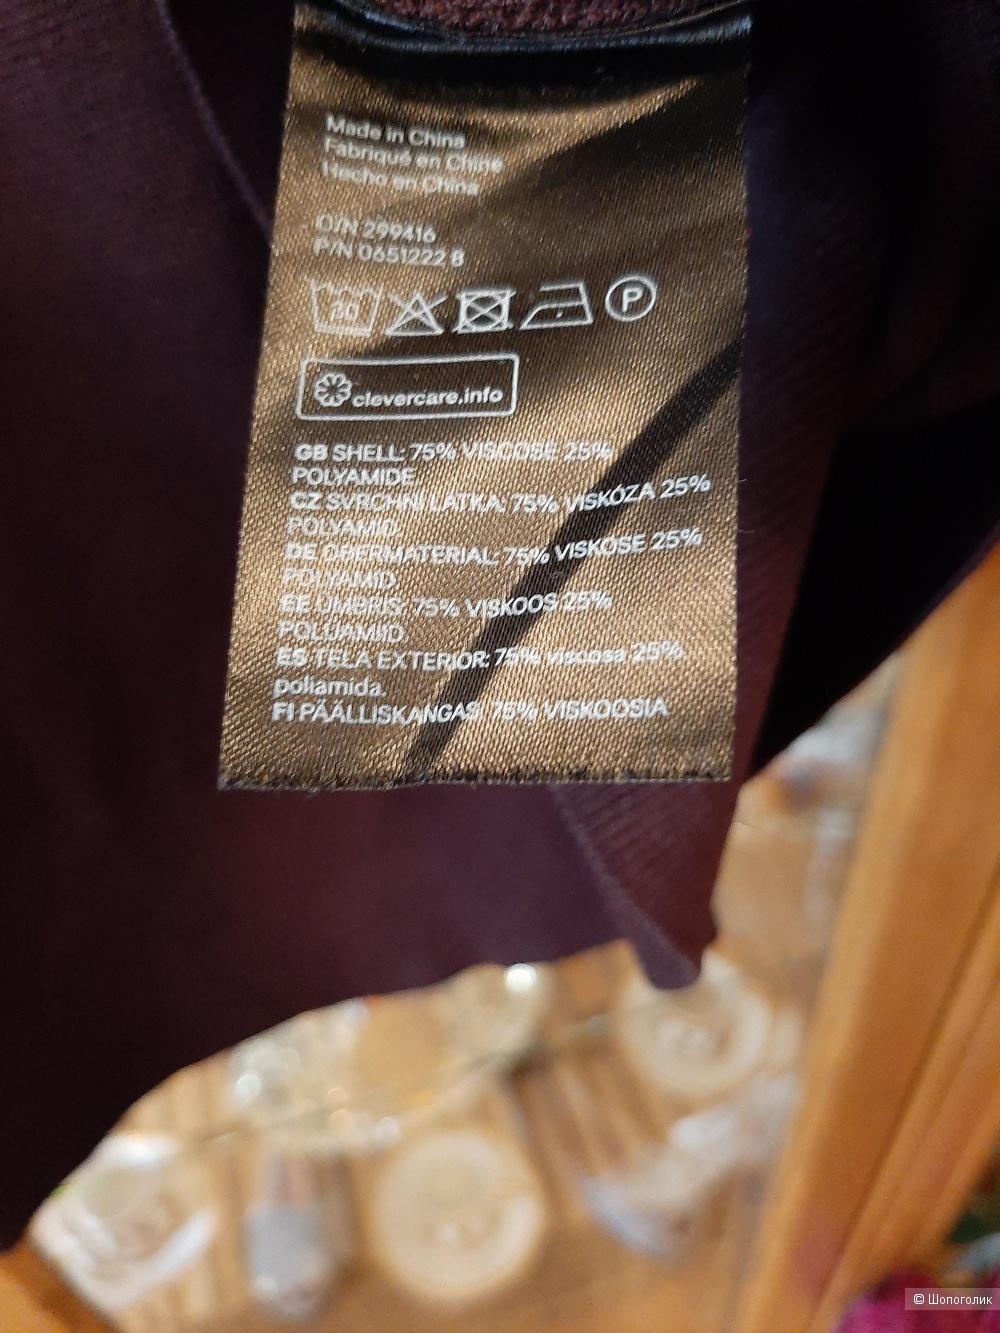 Made in China
Fabriqué en Chine
Hecho en China
O/N 299416
P/N 0651222 8
30
P
clevercare.info
GB SHELL: 75% VISCOSE 25%
POLYAMIDE.
CZ SVRCHNÍ LÁTKA: 75% VISKÓZA 25%
POLYAMID.
DE OBERMATERIAL: 75% VISKOSE 25%
POLYAMID.
EE ÜMBRIS: 75% VISKOOS 25%
POLÜAMIID.
ES TELA EXTERIOR: 75% viscosa 25%
poliamida.
FI PÄÄLLISKANGAS: 75% VISKOOSIA
© Шопоголик